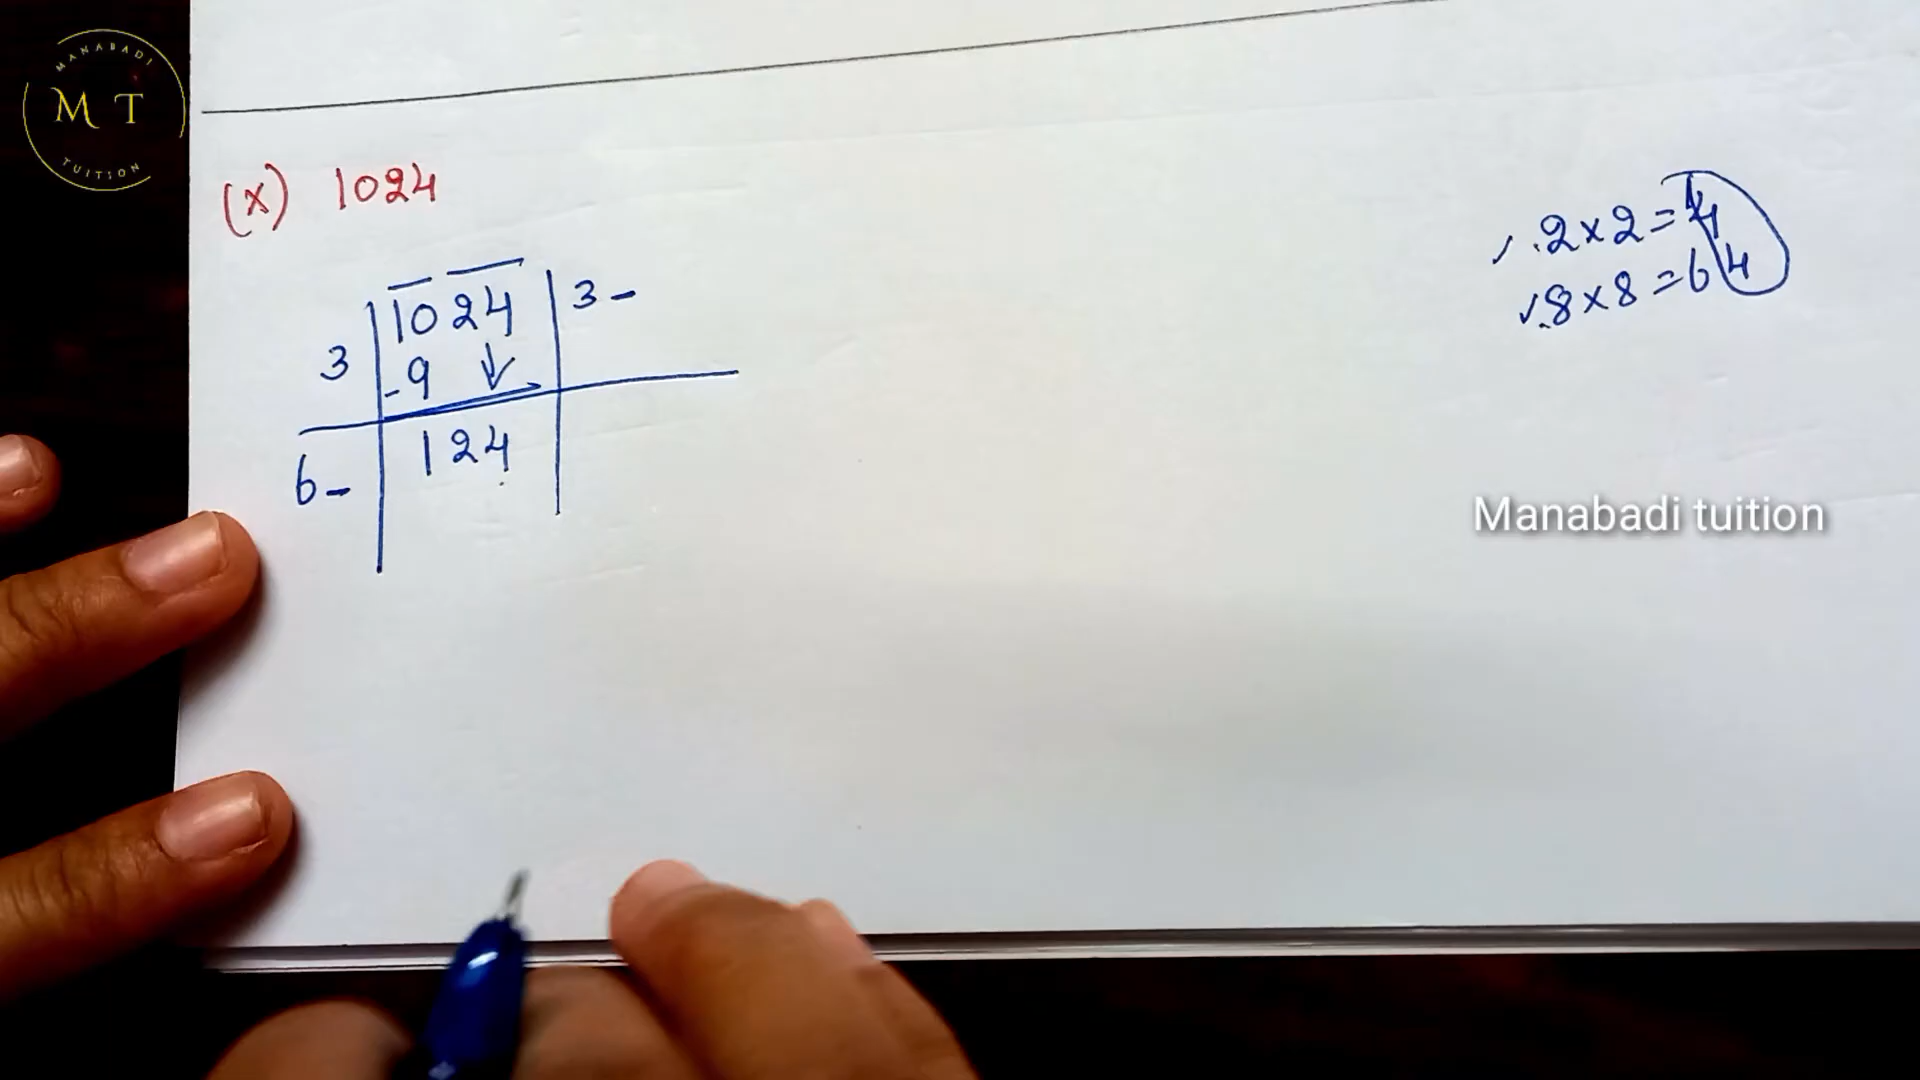 MANABADI
M T
TUITION
(x) 1024
1024 3-
3
-9
124
6-
.2×2=4
.8×8=64
Manabadi tuition